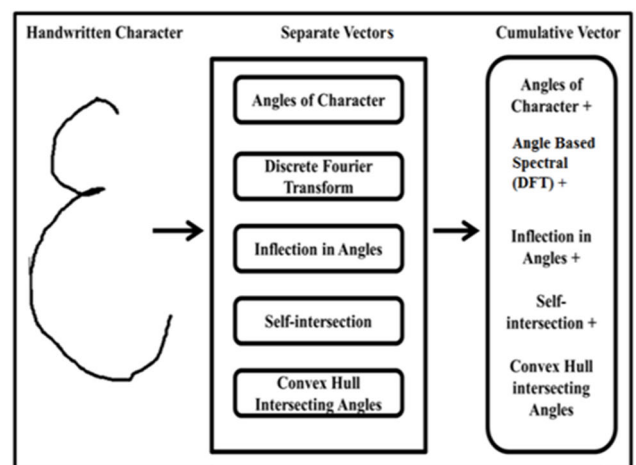 Handwritten Character
Separate Vectors
Cumulative Vector
Angles of Character
Discrete Fourier
Transform
Inflection in Angles
Self-intersection
Convex Hull
Intersecting Angles
Angles of
Character +
Angle Based
Spectral
(DFT) +
Inflection in
Angles +
Self-
intersection +
Convex Hull
intersecting
Angles